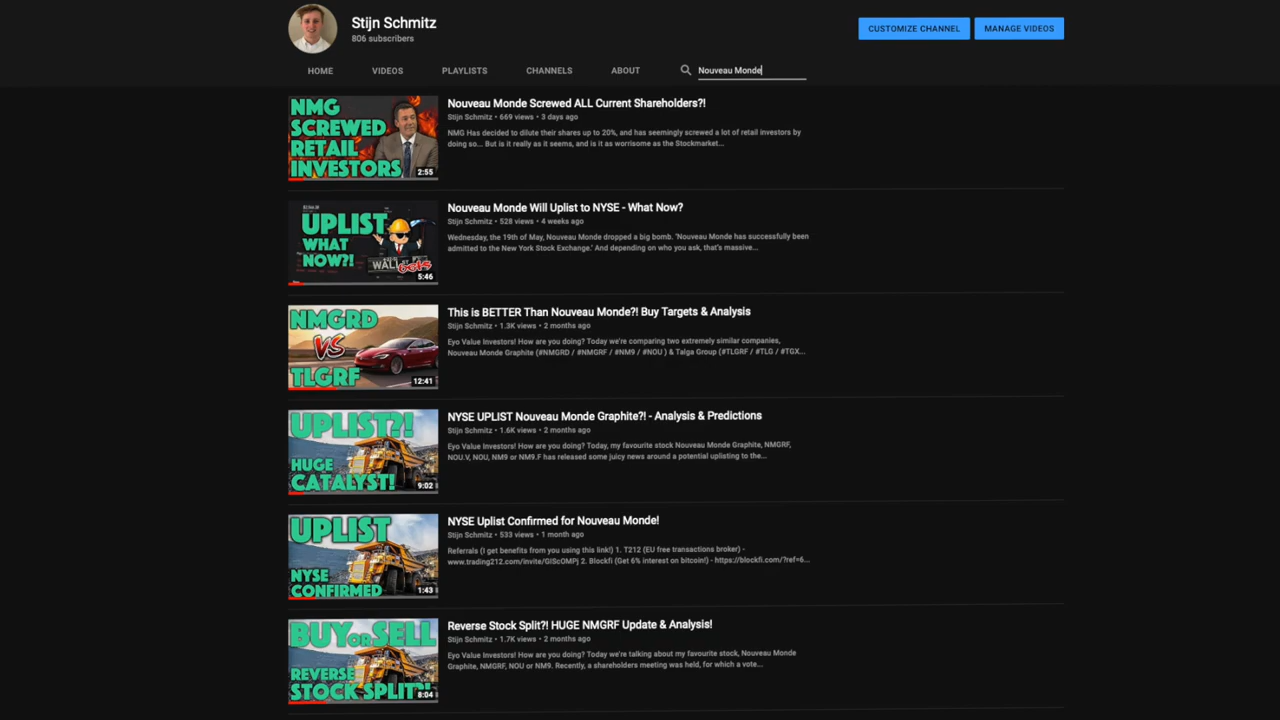 Stijn Schmitz
806 subscribers
CUSTOMIZE CHANNEL
MANAGE VIDEOS
HOME
VIDEOS
PLAYLISTS
CHANNELS
ABOUT
Nouveau Monde
NMG
SCREWED
RETAIL
INVESTORS
2:55
Nouveau Monde Screwed ALL Current Shareholders?!
Stijn Schmitz • 669 views • 3 days ago
NMG Has decided to dilute their shares up to 20%, and has seemingly screwed a lot of retail investors by
doing so... But is it really as it seems, and is it as worrisome as the Stockmarket...
UPLIST
WHAT
NOW?!
WALL ST
bets
5:46
Nouveau Monde Will Uplist to NYSE - What Now?
Stijn Schmitz • 528 views • 4 weeks ago
Wednesday, the 19th of May, Nouveau Monde dropped a big bomb. 'Nouveau Monde has successfully been
admitted to the New York Stock Exchange.' And depending on who you ask, that's massive...
NMGRD
VS
TLGRF
12:41
This is BETTER Than Nouveau Monde?! Buy Targets & Analysis
Stijn Schmitz • 1.3K views • 2 months ago
Eyo Value Investors! How are you doing? Today we're comparing two extremely similar companies,
Nouveau Monde Graphite (#NMGRD / #NMGRF / #NM9 / #NOU ) & Talga Group (#TLGRF / #TLG / #TGX...
UPLIST?!
HUGE
CATALYST!
9:02
NYSE UPLIST Nouveau Monde Graphite?! - Analysis & Predictions
Stijn Schmitz • 1.6K views • 2 months ago
Eyo Value Investors! How are you doing? Today, my favourite stock Nouveau Monde Graphite, NMGRF,
NOU.V, NOU, NM9 or NM9.F has released some juicy news around a potential uplisting to the...
UPLIST
NYSE
CONFIRMED
1:43
NYSE Uplist Confirmed for Nouveau Monde!
Stijn Schmitz • 533 views • 1 month ago
Referrals (I get benefits from you using this link!) 1. T212 (EU free transactions broker) -
www.trading212.com/invite/GIScOMPj 2. Blockfi (Get 6% interest on bitcoin!) - https://blockfi.com/?ref=6...
BUY OR SELL
REVERSE
STOCK SPLIT?!
8:04
Reverse Stock Split?! HUGE NMGRF Update & Analysis!
Stijn Schmitz • 1.7K views • 2 months ago
Eyo Value Investors! How are you doing? Today we're talking about my favourite stock, Nouveau Monde
Graphite, NMGRF, NOU or NM9. Recently, a shareholders meeting was held, for which a vote...